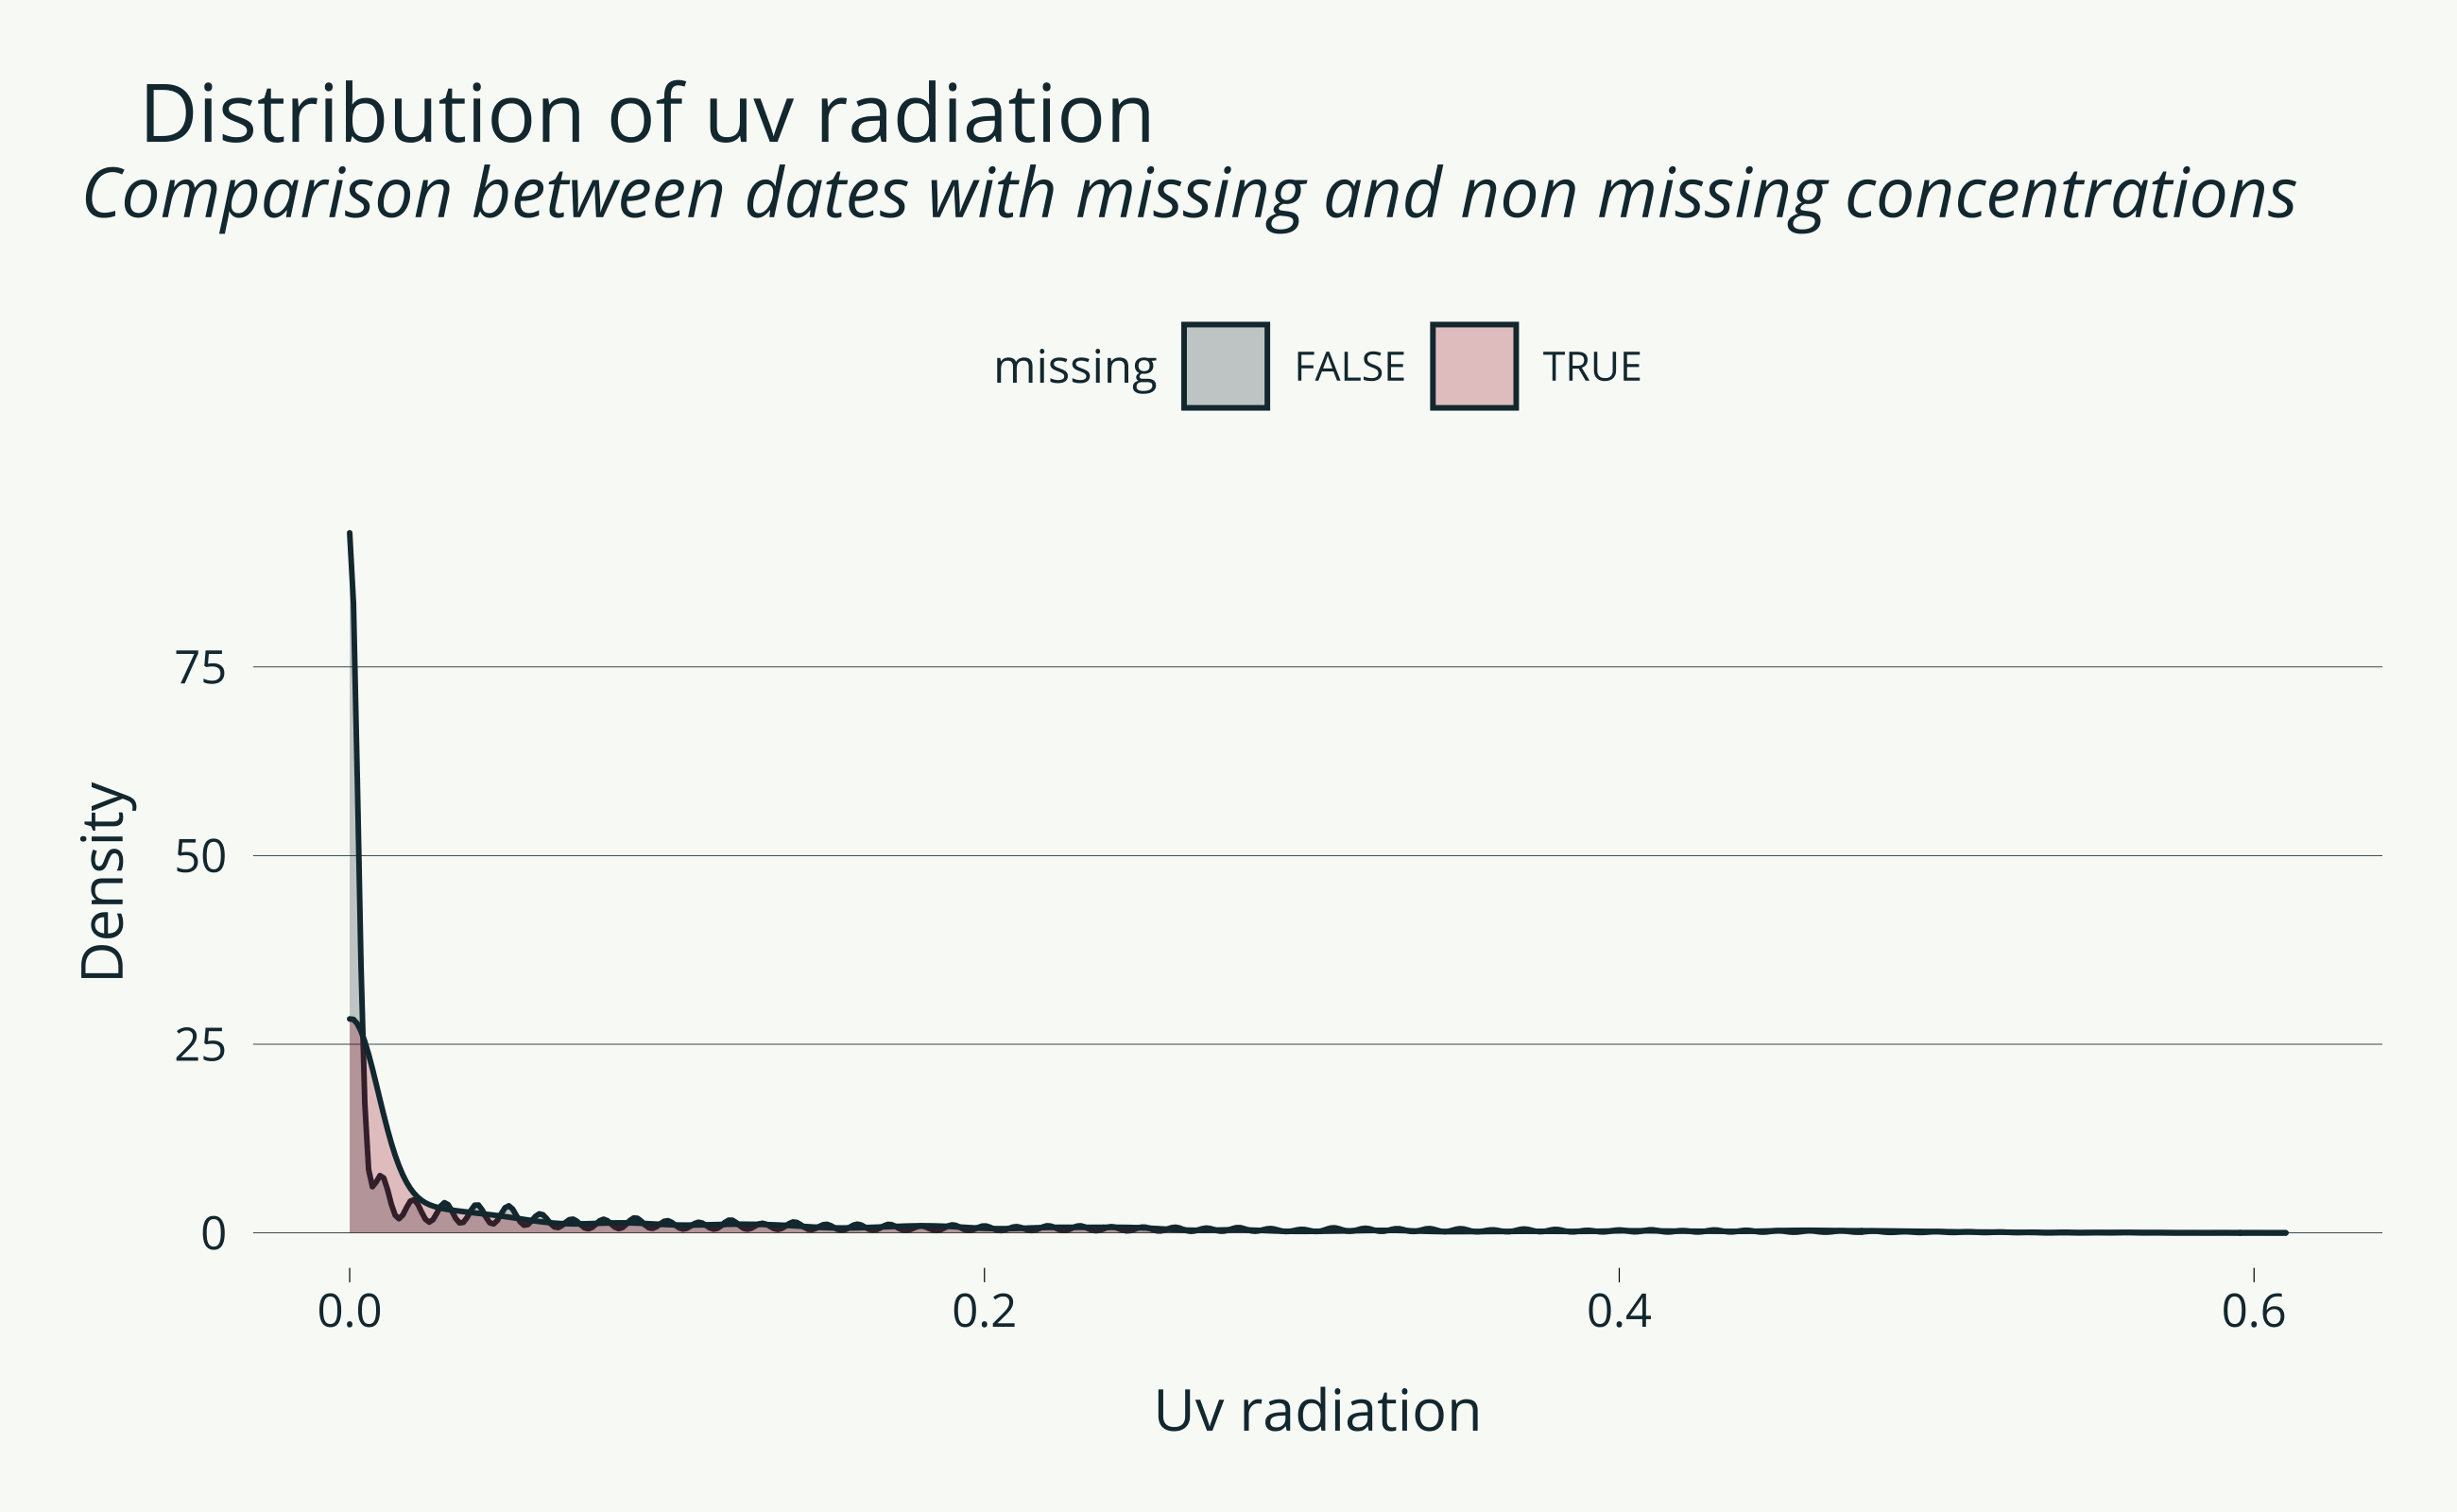 Distribution of uv radiation
Comparison between dates with missing and non missing concentrations
missing FALSE TRUE
75
50
25
0
Density
0.0 0.2 0.4 0.6
Uv radiation